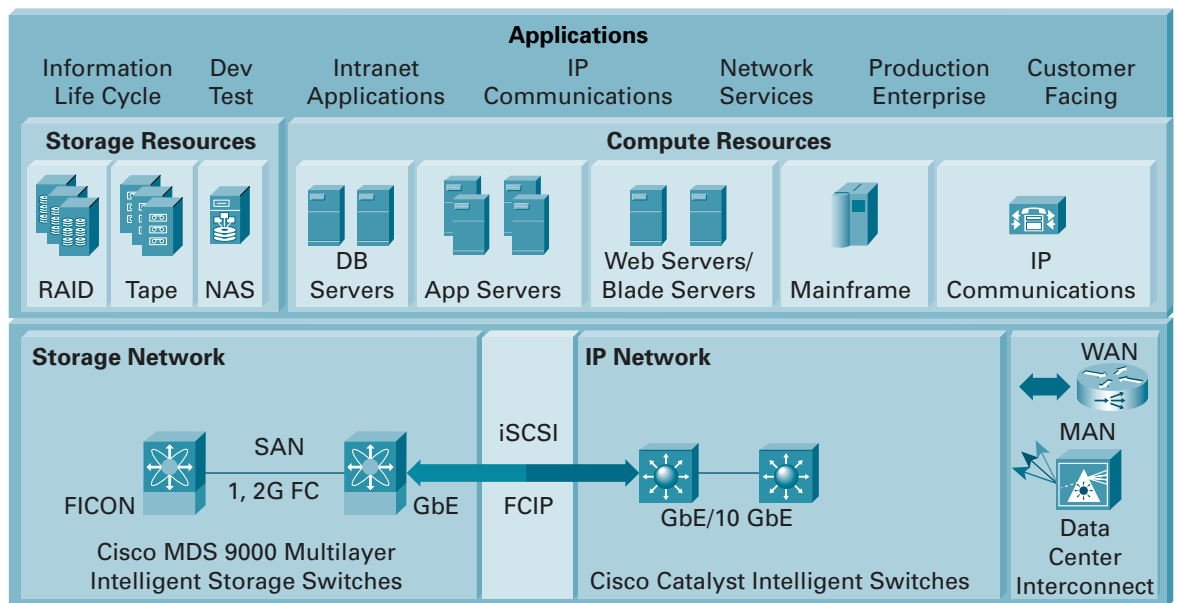 Applications
Information
Life Cycle
Dev
Test
Intranet
Applications
IP
Communications
Network
Services
Production
Enterprise
Customer
Facing
Storage Resources
RAID
Tape
NAS
Compute Resources
DB
Servers
App Servers
Web Servers/
Blade Servers
Mainframe
IP
Communications
Storage Network
SAN
1, 2G FC
FICON
GbE
Cisco MDS 9000 Multilayer
Intelligent Storage Switches
iSCSI
FCIP
IP Network
GbE/10 GbE
Cisco Catalyst Intelligent Switches
WAN
MAN
Data
Center
Interconnect